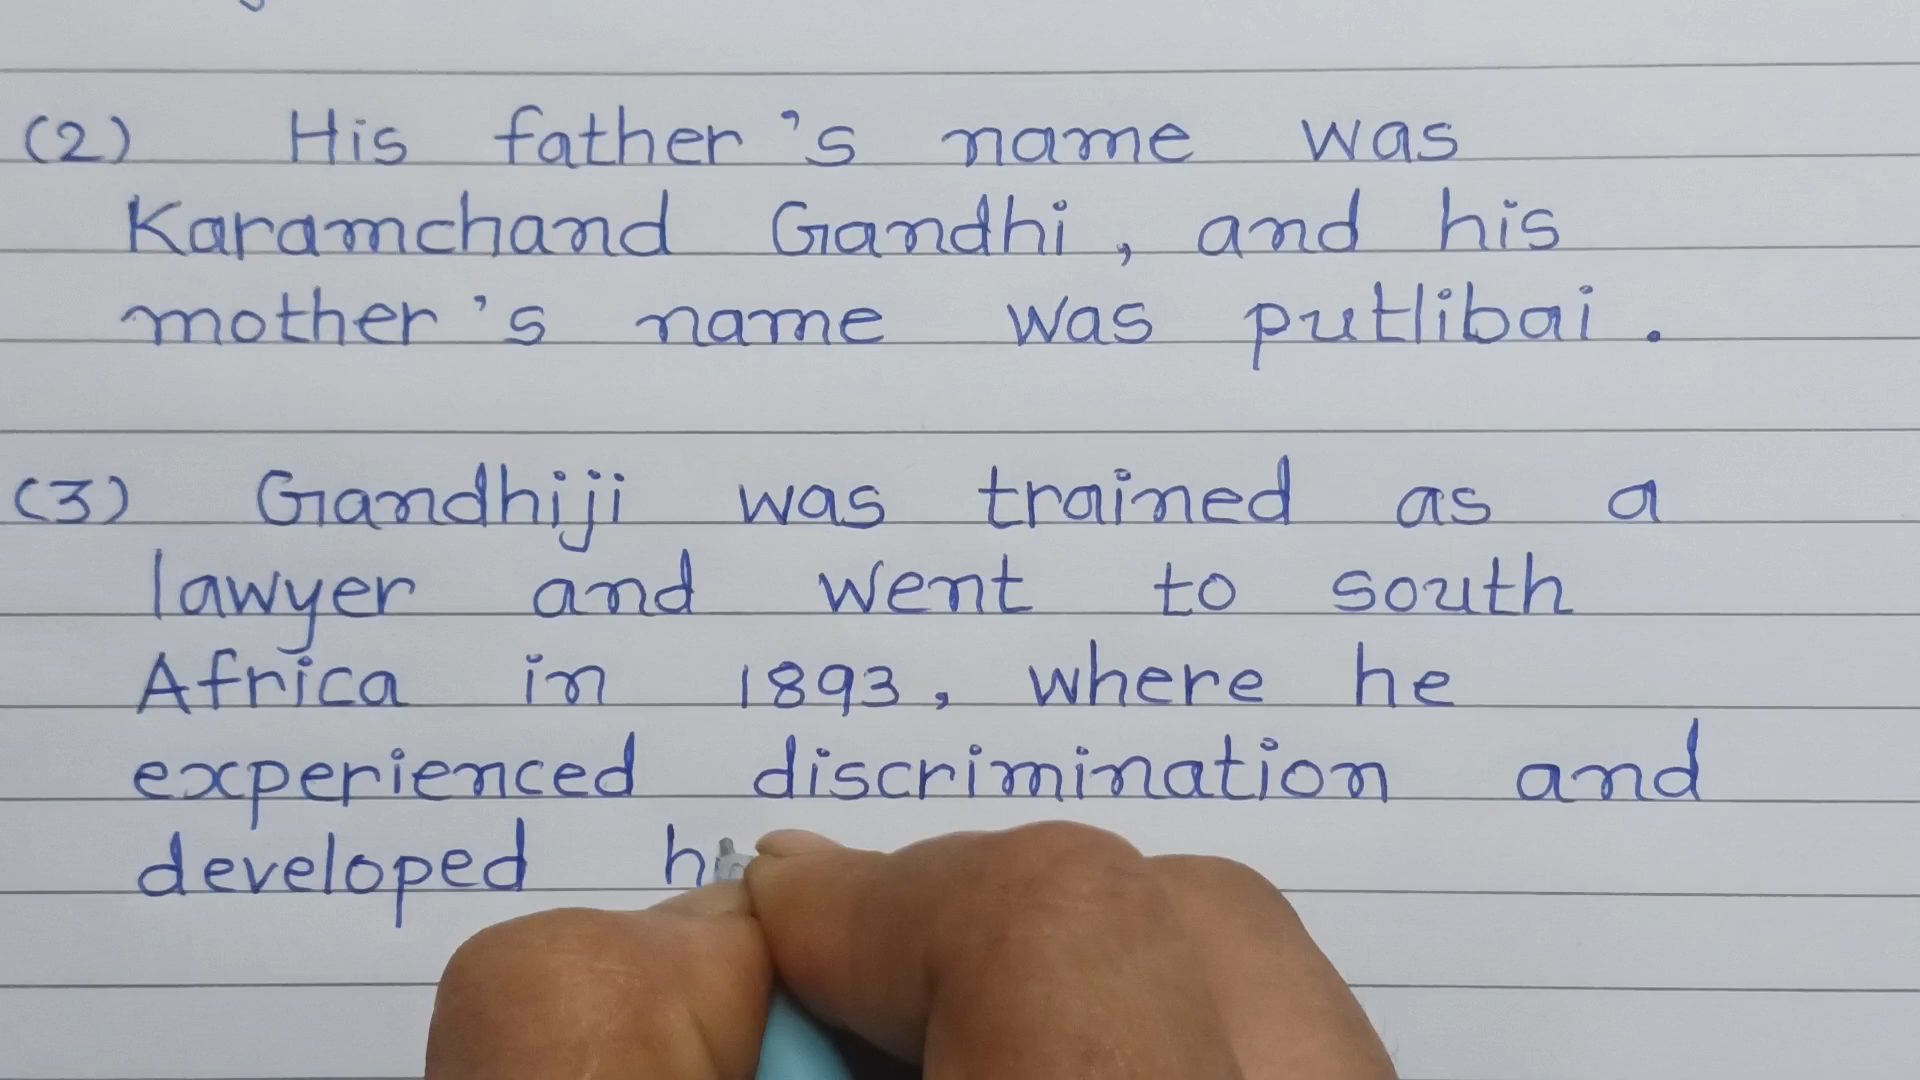 (2) His father's name was
Karamchand Gandhi, and his
mother's name was putlibai.
(3) Gandhiji was trained as a
lawyer and went to south
Africa in 1893, where he
experienced discrimination and
developed